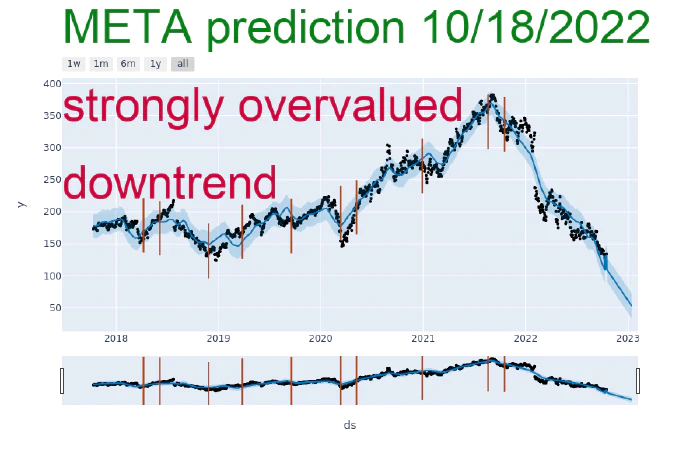 META prediction 10/18/2022
1w 1m 6m 1y all
400
strongly overvalued
350
300
250
downtrend
200
y
150
100
50
2018 2019 2020 2021 2022 2023
ds